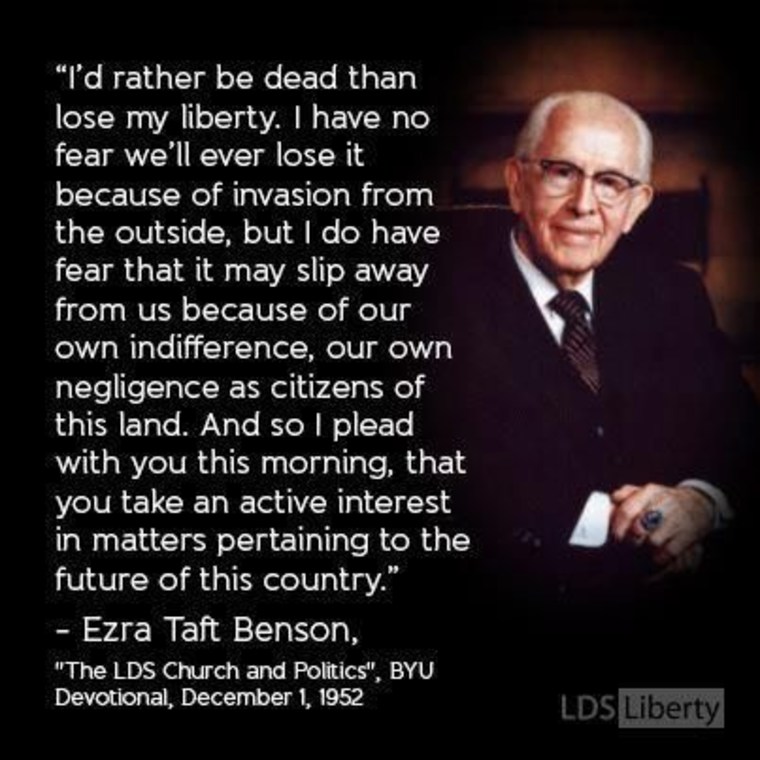 “I’d rather be dead than
lose my liberty. I have no
fear we’ll ever lose it
because of invasion from
the outside, but I do have
fear that it may slip away
from us because of our
own indifference, our own
negligence as citizens of
this land. And so I plead
with you this morning, that
you take an active interest
in matters pertaining to the
future of this country.”
- Ezra Taft Benson,
"The LDS Church and Politics", BYU
Devotional, December 1, 1952
LDS Liberty